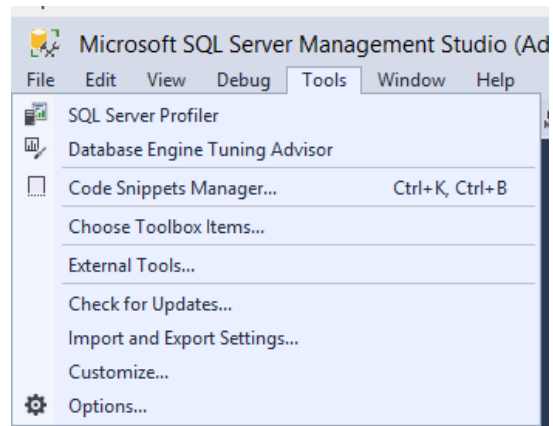 Microsoft SQL Server Management Studio (Ad
File Edit View Debug Tools Window Help
SQL Server Profiler
Database Engine Tuning Advisor
Code Snippets Manager... Ctrl+K, Ctrl+B
Choose Toolbox Items...
External Tools...
Check for Updates...
Import and Export Settings...
Customize...
Options...